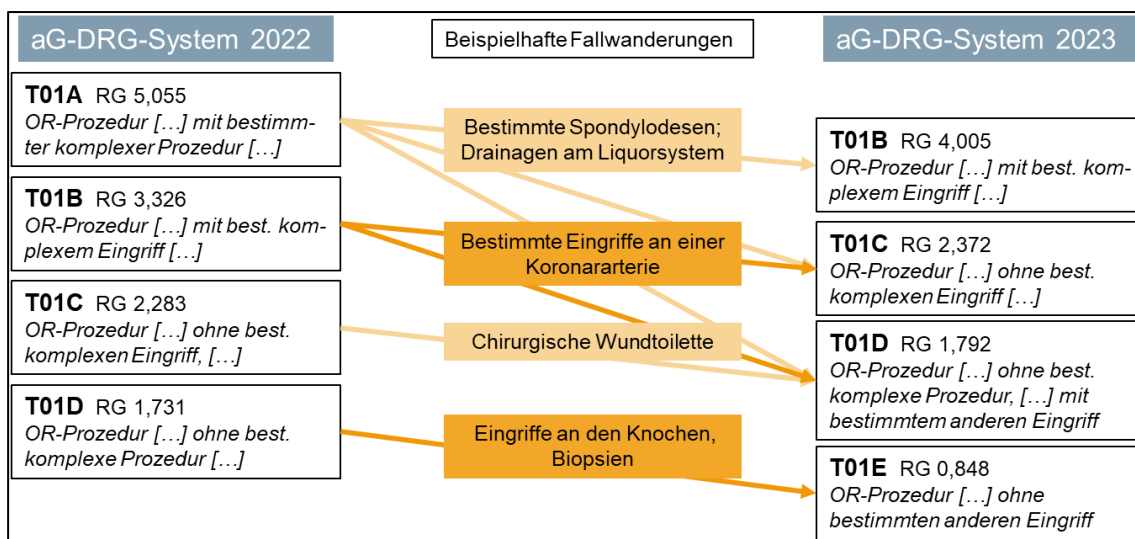 aG-DRG-System 2022
Beispielhafte Fallwanderungen
aG-DRG-System 2023
T01A RG 5,055
OR-Prozedur […] mit bestimm-
ter komplexer Prozedur […]
T01B RG 3,326
OR-Prozedur […] mit best. kom-
plexem Eingriff […]
T01C RG 2,283
OR-Prozedur […] ohne best.
komplexen Eingriff, […]
T01D RG 1,731
OR-Prozedur […] ohne best.
komplexe Prozedur […]
Bestimmte Spondylodesen;
Drainagen am Liquorsystem
Bestimmte Eingriffe an einer
Koronararterie
Chirurgische Wundtoilette
Eingriffe an den Knochen,
Biopsien
T01B RG 4,005
OR-Prozedur […] mit best. kom-
plexem Eingriff […]
T01C RG 2,372
OR-Prozedur […] ohne best.
komplexen Eingriff […]
T01D RG 1,792
OR-Prozedur […] ohne best.
komplexe Prozedur, […] mit
bestimmtem anderen Eingriff
T01E RG 0,848
OR-Prozedur […] ohne
bestimmten anderen Eingriff